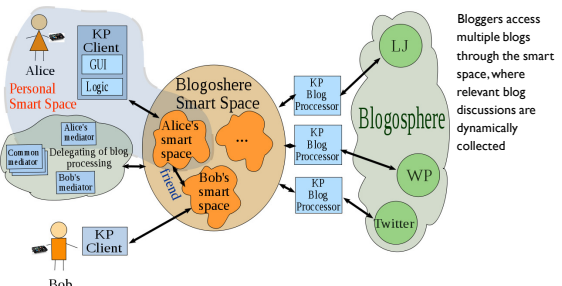 Alice
Personal
Smart Space
KP
Client
GUI
Logic
Alice's
mediator
Common
mediator
Delegating of blog
processing
Bob's
mediator
KP
Client
Bob
Blogoshere
Smart Space
Alice's
smart
space
...
friend
Bob's
smart
space
KP
Blog
Proccessor
KP
Blog
Proccessor
KP
Blog
Proccessor
LJ
Blogosphere
WP
Twitter
Bloggers access
multiple blogs
through the smart
space, where
relevant blog
discussions are
dynamically
collected